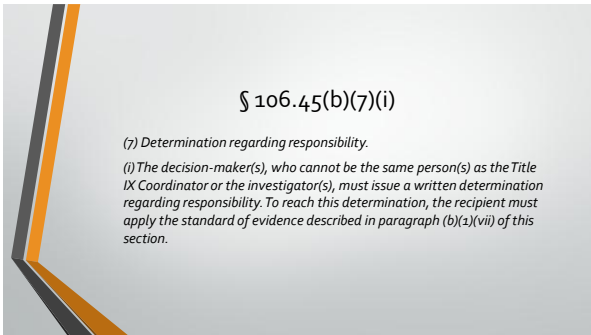 § 106.45(b)(7)(i)
(7) Determination regarding responsibility.
(i) The decision-maker(s), who cannot be the same person(s) as the Title
IX Coordinator or the investigator(s), must issue a written determination
regarding responsibility. To reach this determination, the recipient must
apply the standard of evidence described in paragraph (b)(1)(vii) of this
section.